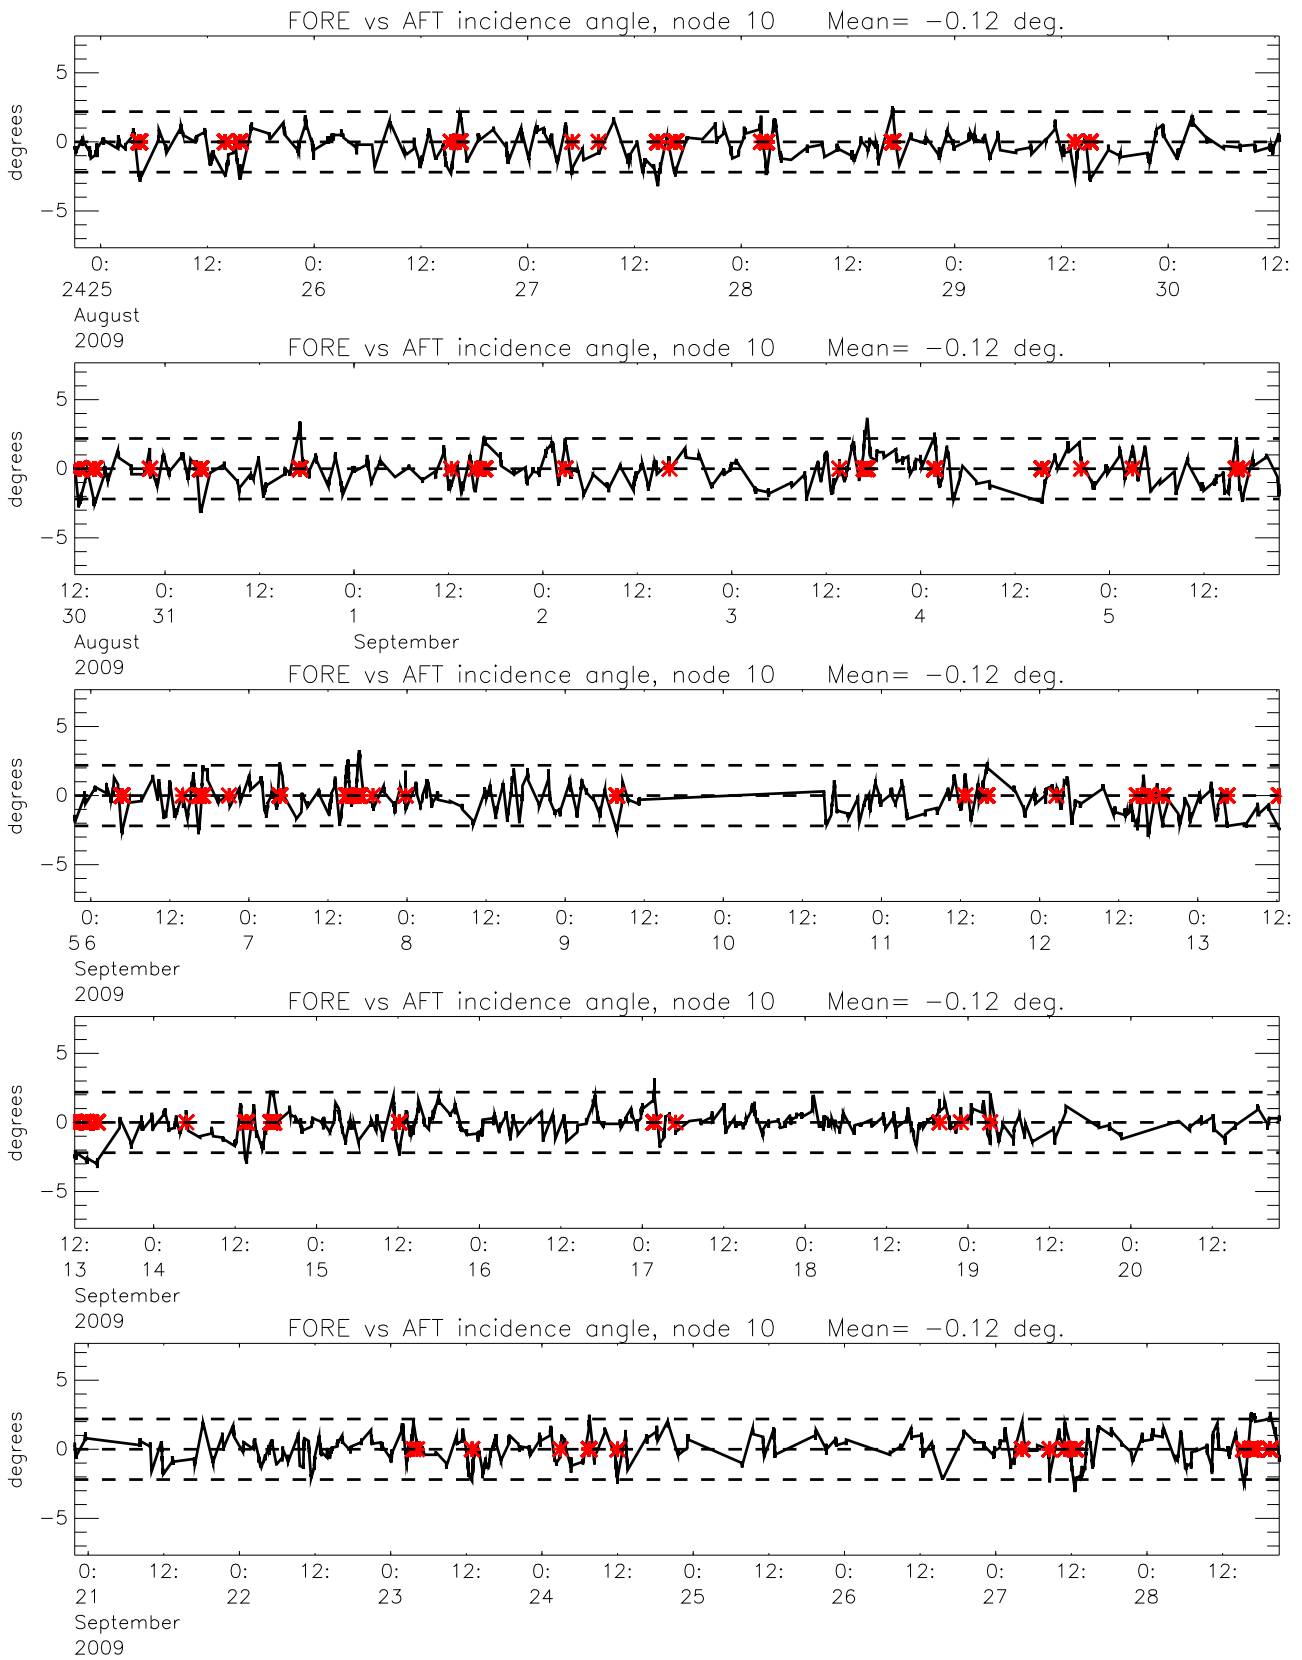 FORE vs AFT incidence angle, node 10 Mean= −0.12 deg.
degrees
5
0
−5
0: 12: 0: 12: 0: 12: 0: 12: 0: 12: 0: 12:
2425 26 27 28 29 30
August
2009
FORE vs AFT incidence angle, node 10 Mean= −0.12 deg.
degrees
5
0
−5
12: 0: 12: 0: 12: 0: 12: 0: 12: 0: 12: 0: 12:
30 31 1 2 3 4 5
August September
2009
FORE vs AFT incidence angle, node 10 Mean= −0.12 deg.
degrees
5
0
−5
0: 12: 0: 12: 0: 12: 0: 12: 0: 12: 0: 12: 0: 12: 0: 12:
5 6 7 8 9 10 11 12 13
September
2009
FORE vs AFT incidence angle, node 10 Mean= −0.12 deg.
degrees
5
0
−5
12: 0: 12: 0: 12: 0: 12: 0: 12: 0: 12: 0: 12: 0: 12:
13 14 15 16 17 18 19 20
September
2009
FORE vs AFT incidence angle, node 10 Mean= −0.12 deg.
degrees
5
0
−5
0: 12: 0: 12: 0: 12: 0: 12: 0: 12: 0: 12: 0: 12: 0: 12:
21 22 23 24 25 26 27 28
September
2009